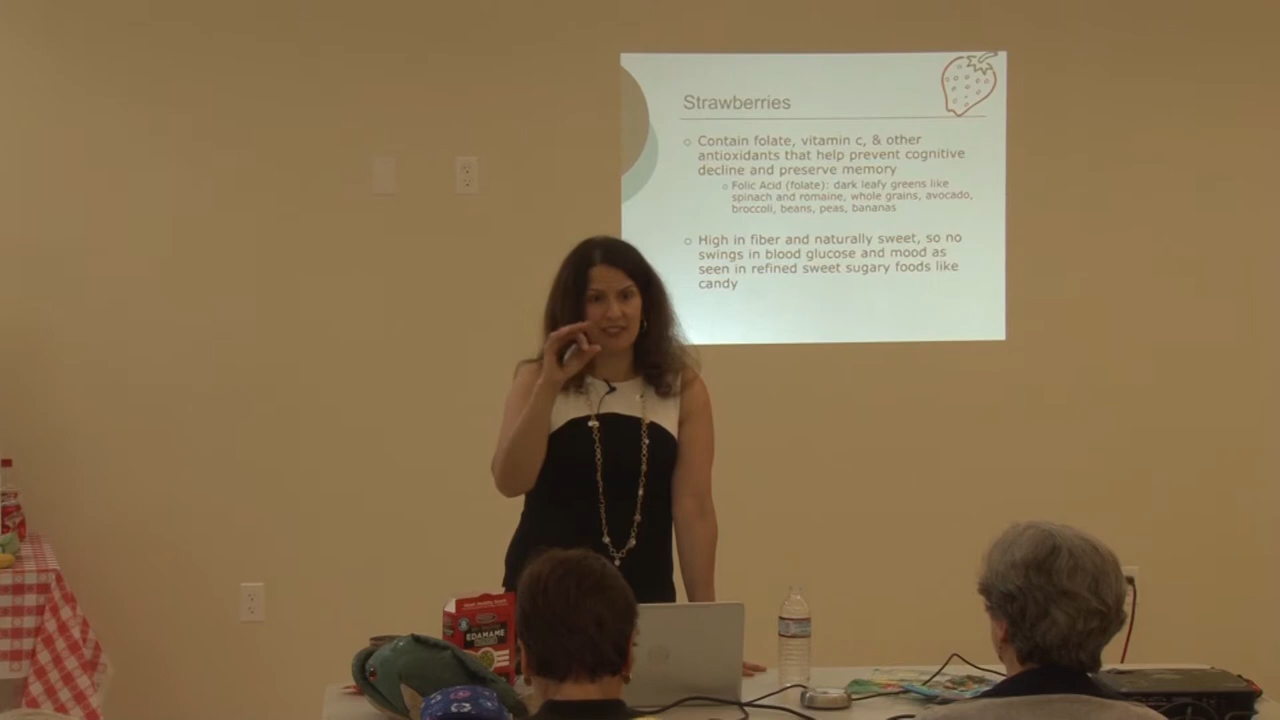 Strawberries
Contain folate, vitamin c, & other
antioxidants that help prevent cognitive
decline and preserve memory
Folic Acid (folate): dark leafy greens like
spinach and romaine, whole grains, avocado,
broccoli, beans, peas, bananas
High in fiber and naturally sweet, so no
swings in blood glucose and mood as
seen in refined sweet sugary foods like
candy
EDAMAME